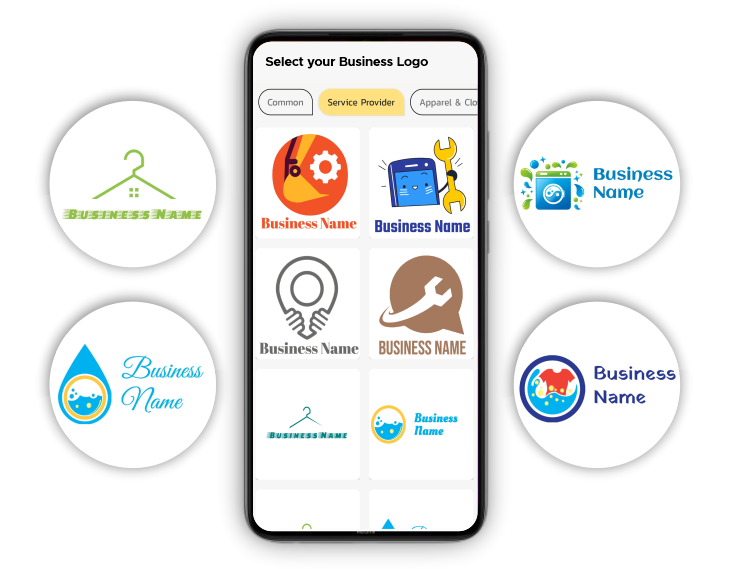 Select your Business Logo
Common
Service Provider
Apparel & Clo
Business Name
Business Name
Business Name
BUSINESS NAME
BUSINESS NAME
Business
Name
BUSINESS NAME
Business
Name
Business
Name
Business
Name